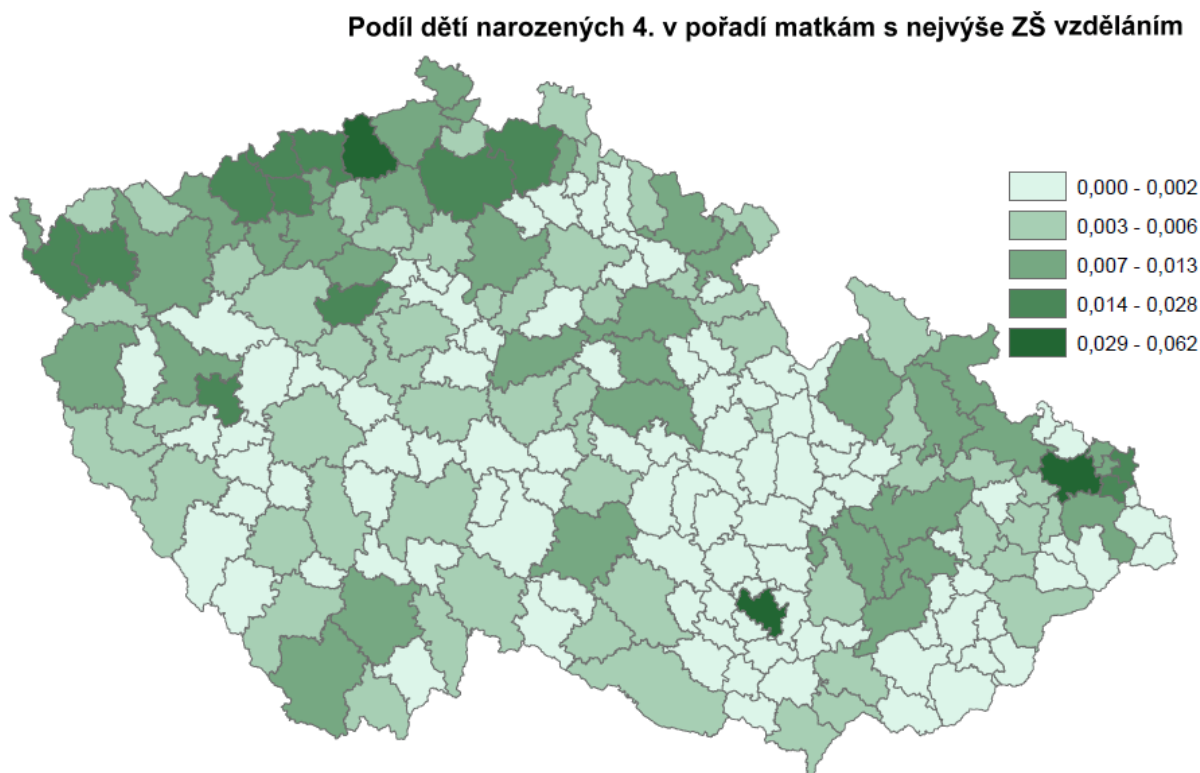 Podíl dětí narozených 4. v pořadí matkám s nejvýše ZŠ vzděláním
0,000 - 0,002
0,003 - 0,006
0,007 - 0,013
0,014 - 0,028
0,029 - 0,062